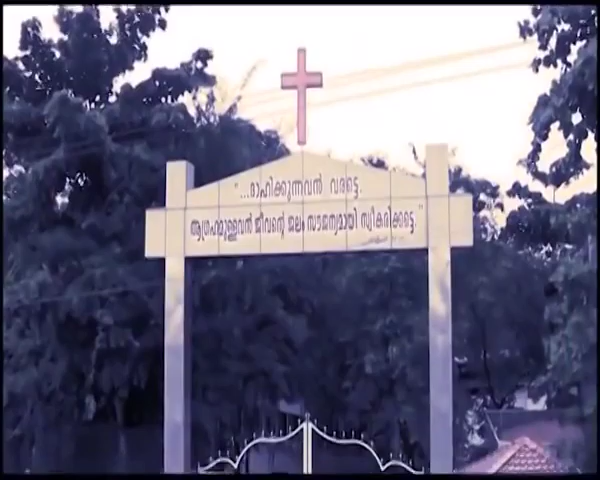 "...ദാഹിക്കുന്നവൻ വരട്ടെ.
ആഗ്രഹമുള്ളവൻ ജീവന്റെ ജലം സൗജന്യമായി സ്വീകരിക്കട്ടെ."